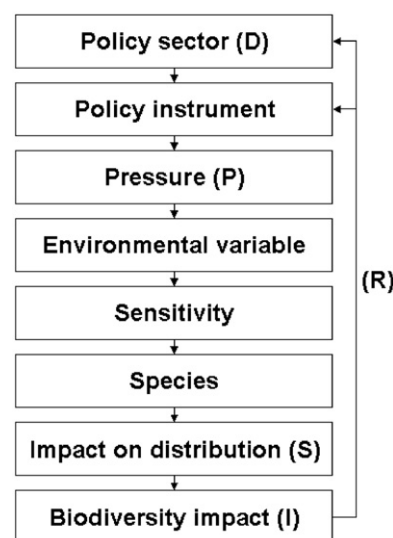 Policy sector (D)
Policy instrument
Pressure (P)
Environmental variable
(R)
Sensitivity
Species
Impact on distribution (S)
Biodiversity impact (I)